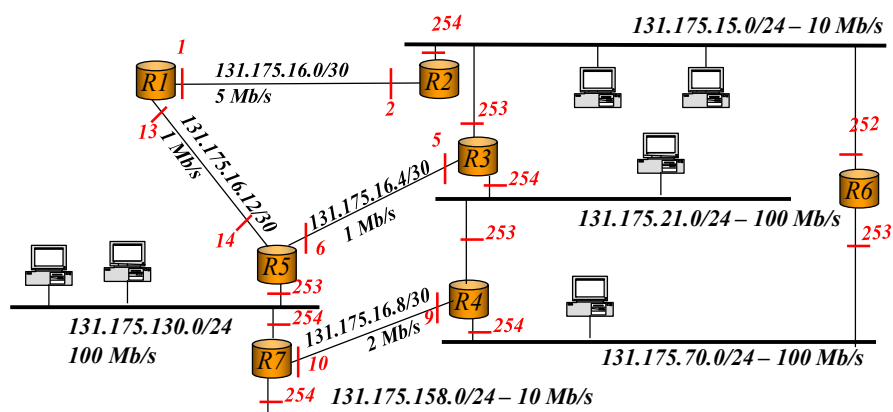 254
131.175.15.0/24 – 10 Mb/s
1
R1
131.175.16.0/30
5 Mb/s
2
R2
253
13
131.175.16.12/30
1 Mb/s
14
5
R3
254
131.175.16.4/30
1 Mb/s
6
252
R6
253
131.175.21.0/24 – 100 Mb/s
253
R5
253
131.175.130.0/24
100 Mb/s
254
R7
10
254
131.175.16.8/30
2 Mb/s
9
R4
254
131.175.70.0/24 – 100 Mb/s
131.175.158.0/24 – 10 Mb/s